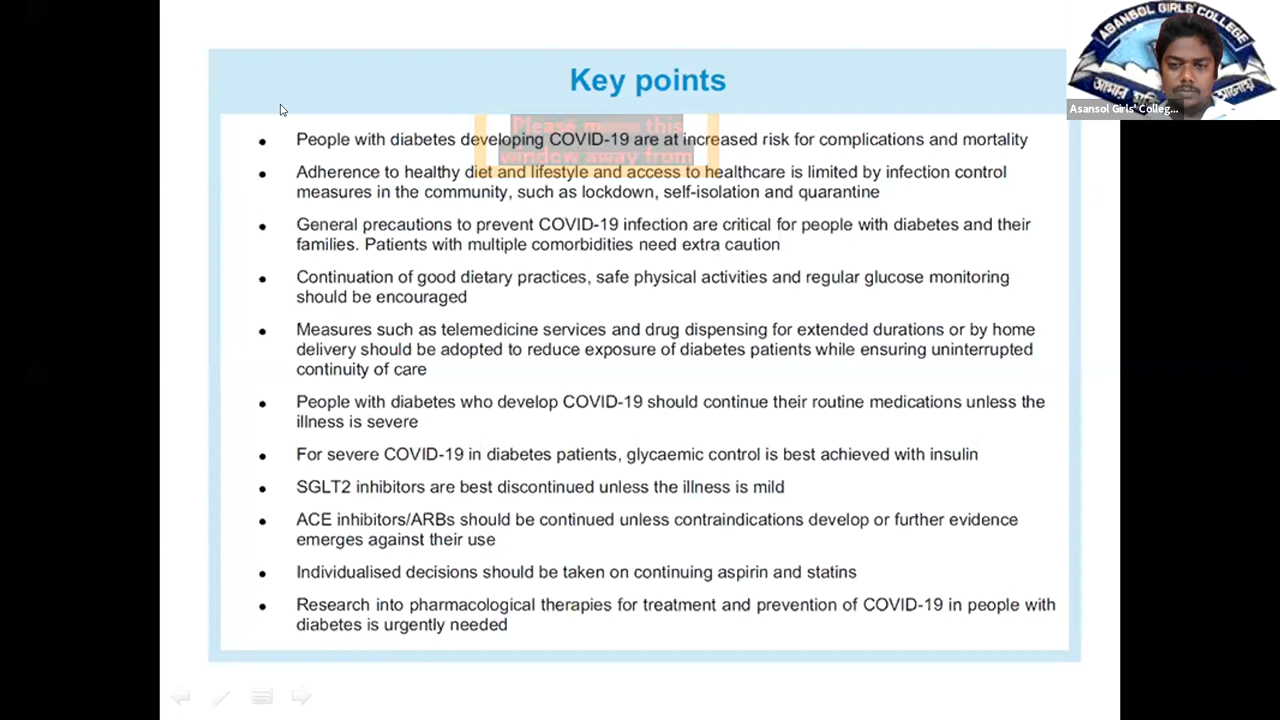 ASANSOL GIRLS' COLLEGE
Asansol Girls' Colleg...
Key points
Please move this
window away from
• People with diabetes developing COVID-19 are at increased risk for complications and mortality
• Adherence to healthy diet and lifestyle and access to healthcare is limited by infection control
measures in the community, such as lockdown, self-isolation and quarantine
• General precautions to prevent COVID-19 infection are critical for people with diabetes and their
families. Patients with multiple comorbidities need extra caution
• Continuation of good dietary practices, safe physical activities and regular glucose monitoring
should be encouraged
• Measures such as telemedicine services and drug dispensing for extended durations or by home
delivery should be adopted to reduce exposure of diabetes patients while ensuring uninterrupted
continuity of care
• People with diabetes who develop COVID-19 should continue their routine medications unless the
illness is severe
• For severe COVID-19 in diabetes patients, glycaemic control is best achieved with insulin
• SGLT2 inhibitors are best discontinued unless the illness is mild
• ACE inhibitors/ARBs should be continued unless contraindications develop or further evidence
emerges against their use
• Individualised decisions should be taken on continuing aspirin and statins
• Research into pharmacological therapies for treatment and prevention of COVID-19 in people with
diabetes is urgently needed